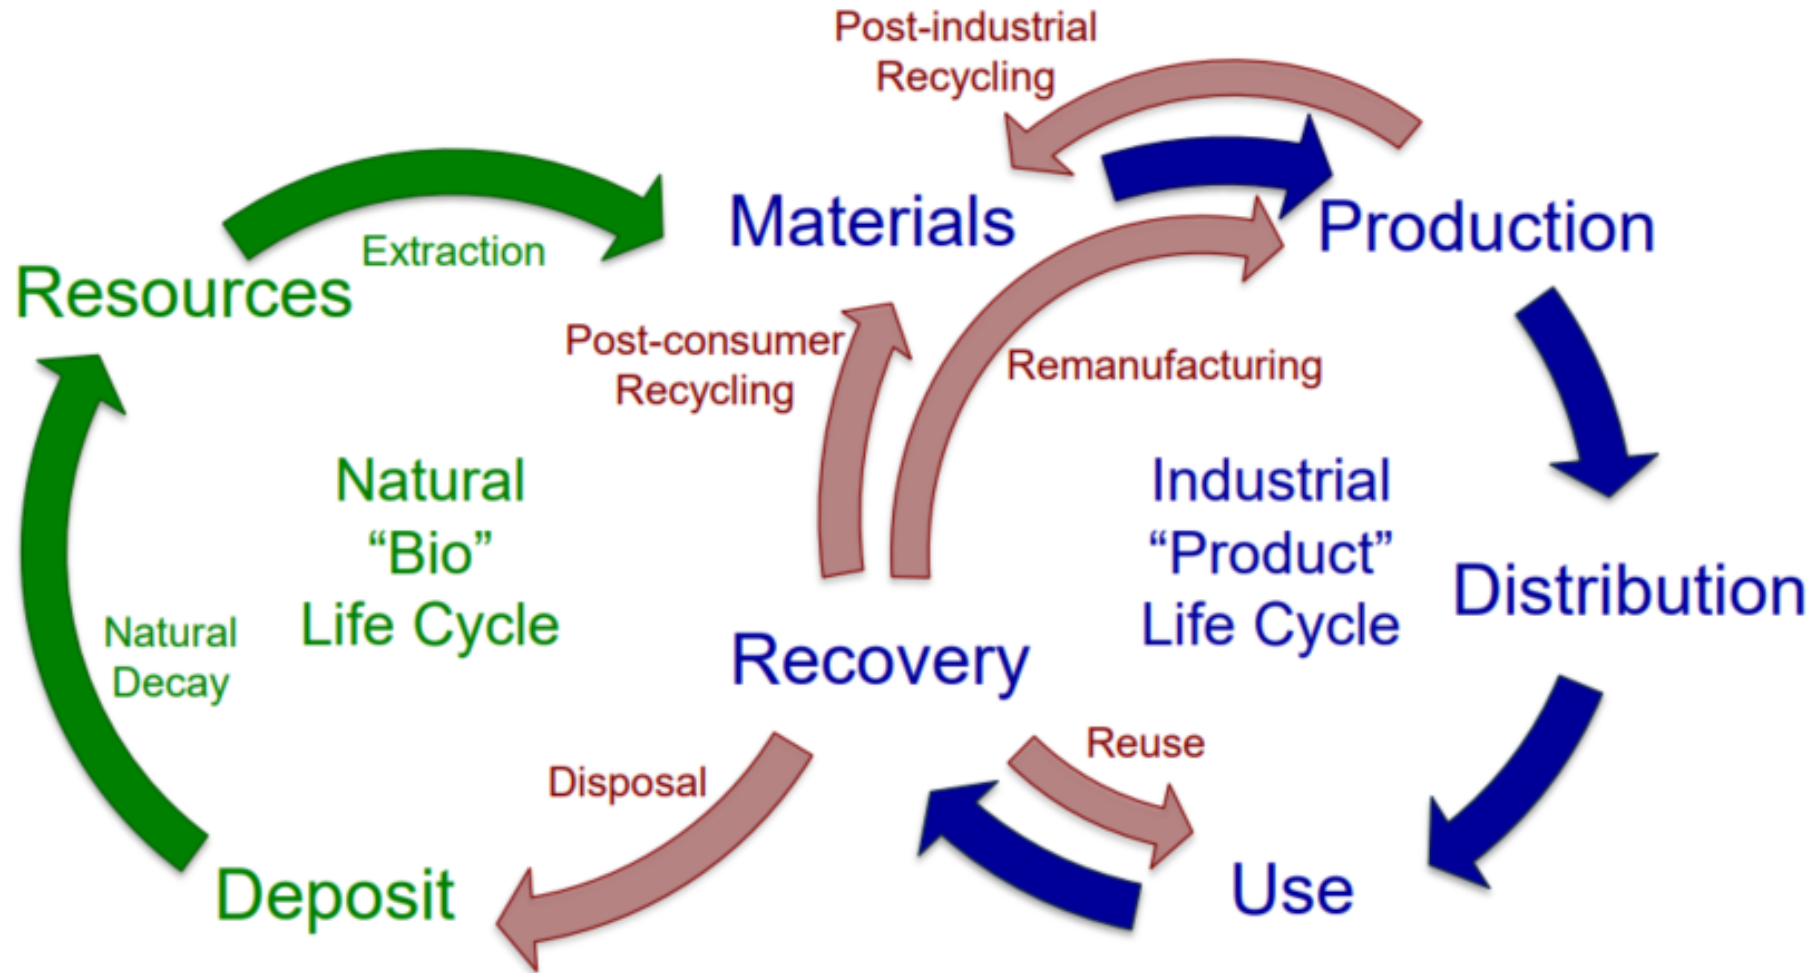 Post-industrial
Recycling
Materials
Production
Extraction
Resources
Post-consumer
Recycling
Remanufacturing
Natural
“Bio”
Life Cycle
Industrial
“Product”
Life Cycle
Distribution
Natural
Decay
Recovery
Reuse
Disposal
Deposit
Use